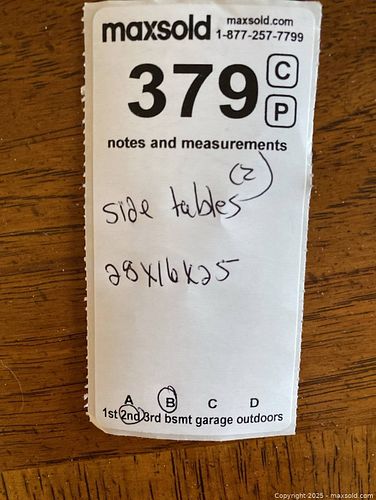 maxsold maxsold.com
1-877-257-7799
379 C
P
notes and measurements
(2)
side tables
28x16x25
A B C D
1st 2nd 3rd bsmt garage outdoors
Copyright 2025 - maxsold.com